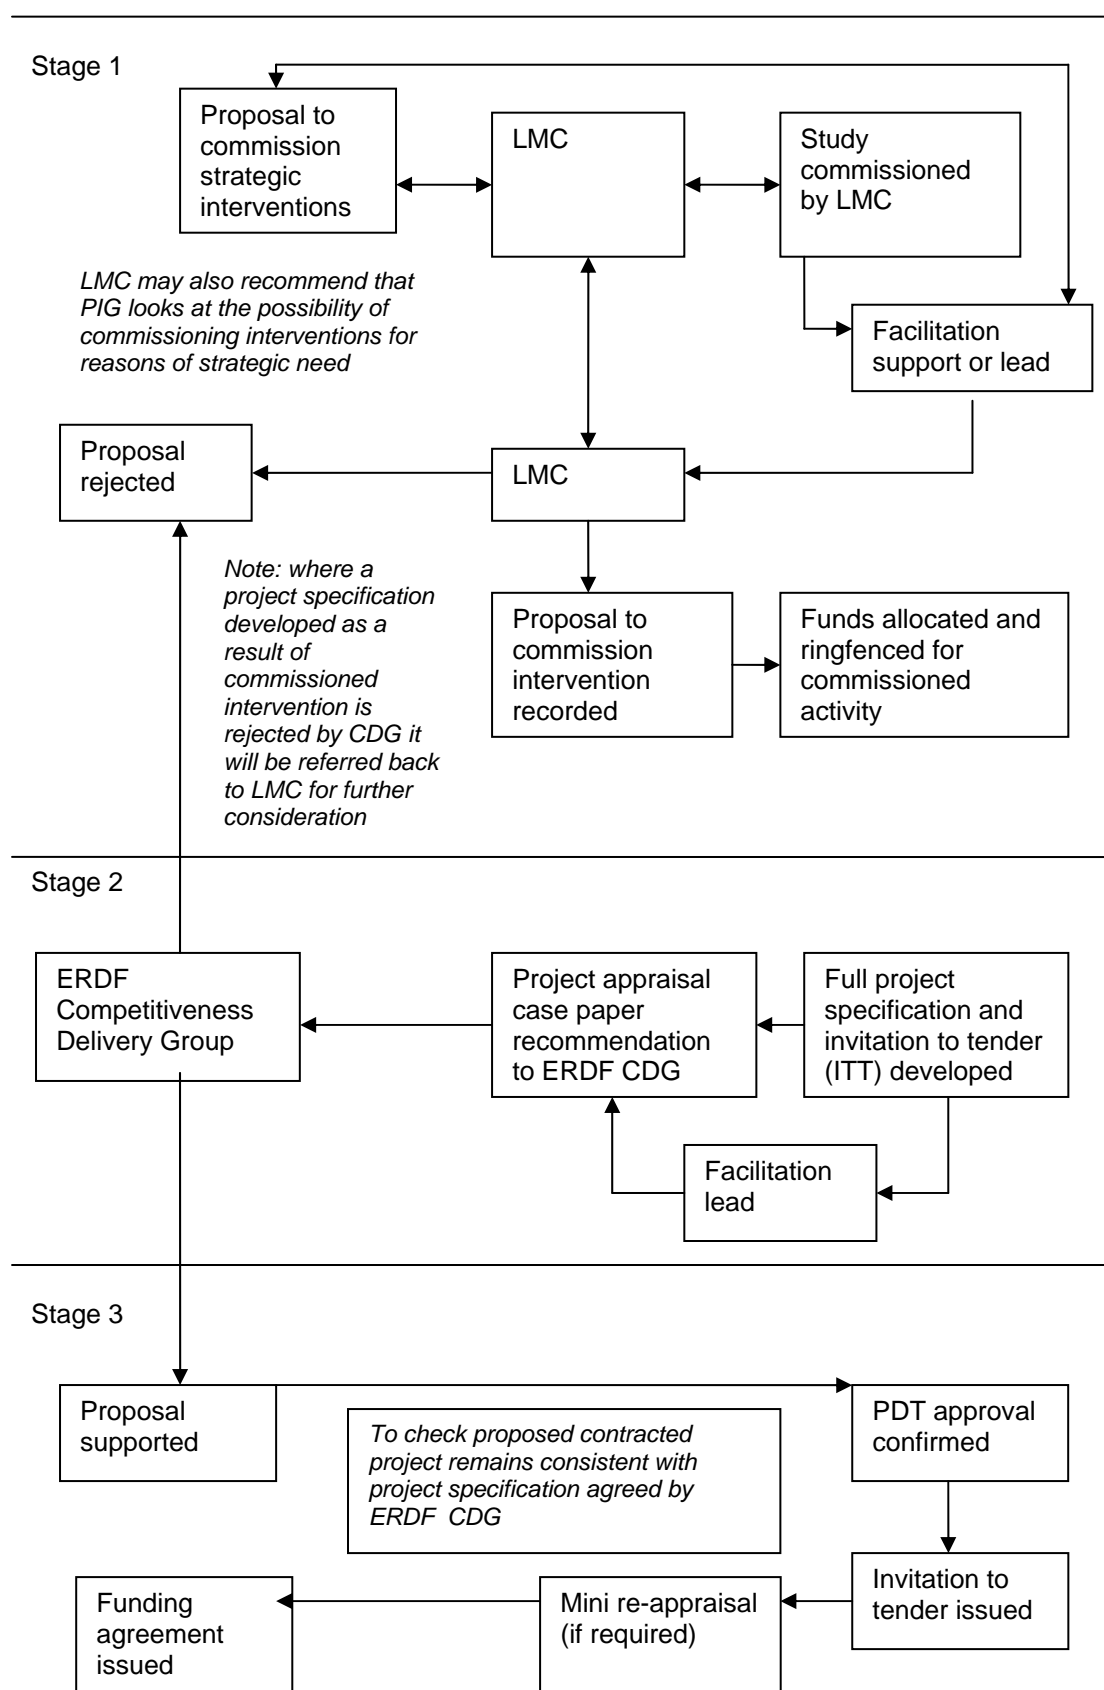 Stage 1
Proposal to
commission
strategic
interventions
LMC
Study
commissioned
by LMC
LMC may also recommend that
PIG looks at the possibility of
commissioning interventions for
reasons of strategic need
Facilitation
support or lead
Proposal
rejected
LMC
Note: where a
project specification
developed as a
result of
commissioned
intervention is
rejected by CDG it
will be referred back
to LMC for further
consideration
Proposal to
commission
intervention
recorded
Funds allocated and
ringfenced for
commissioned
activity
Stage 2
ERDF
Competitiveness
Delivery Group
Project appraisal
case paper
recommendation
to ERDF CDG
Full project
specification and
invitation to tender
(ITT) developed
Facilitation
lead
Stage 3
Proposal
supported
To check proposed contracted
project remains consistent with
project specification agreed by
ERDF  CDG
PDT approval
confirmed
Funding
agreement
issued
Mini re-appraisal
(if required)
Invitation to
tender issued